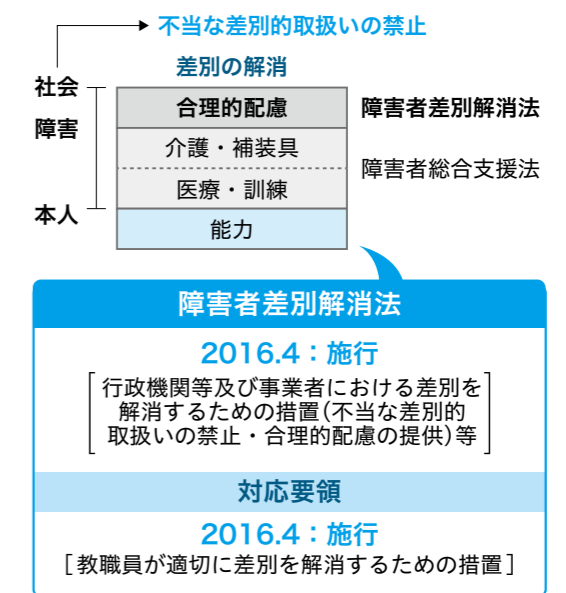 不当な差別的取扱いの禁止
差別の解消
社会
障害
本人
合理的配慮
介護・補装具
医療・訓練
能力
障害者差別解消法
障害者総合支援法
障害者差別解消法
2016.4：施行
［行政機関等及び事業者における差別を
解消するための措置（不当な差別的
取扱いの禁止・合理的配慮の提供）等］
対応要領
2016.4：施行
［教職員が適切に差別を解消するための措置］